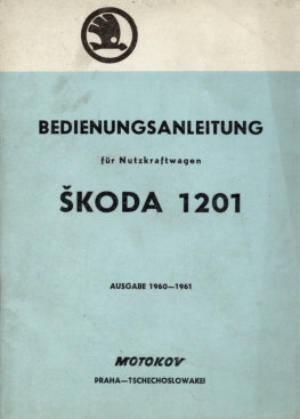 BEDIENUNGSANLEITUNG
für Nutzkraftwagen
ŠKODA 1201
AUSGABE 1960—1961
MOTOKOV
PRAHA—TSCHECHOSLOWAKEI